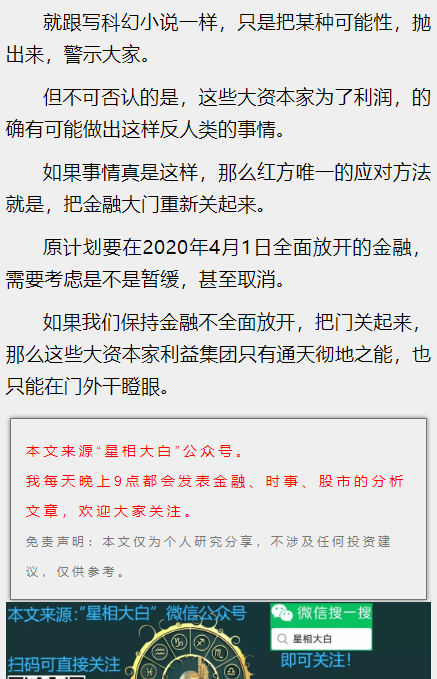 就跟写科幻小说一样，只是把某种可能性，抛
出来，警示大家。
但不可否认的是，这些大资本家为了利润，的
确有可能做出这样反人类的事情。
如果事情真是这样，那么红方唯一的应对方法
就是，把金融大门重新关起来。
原计划要在2020年4月1日全面放开的金融，
需要考虑是不是暂缓，甚至取消。
如果我们保持金融不全面放开，把门关起来，
那么这些大资本家利益集团只有通天彻地之能，也
只能在门外干瞪眼。
本文来源“星相大白”公众号。
我每天晚上9点都会发表金融、时事、股市的分析
文章，欢迎大家关注。
免责声明：本文仅为个人研究分享，不涉及任何投资建
议，仅供参考。
本文来源:“星相大白”微信公众号
微信搜一搜
星相大白
扫码可直接关注
即可关注！